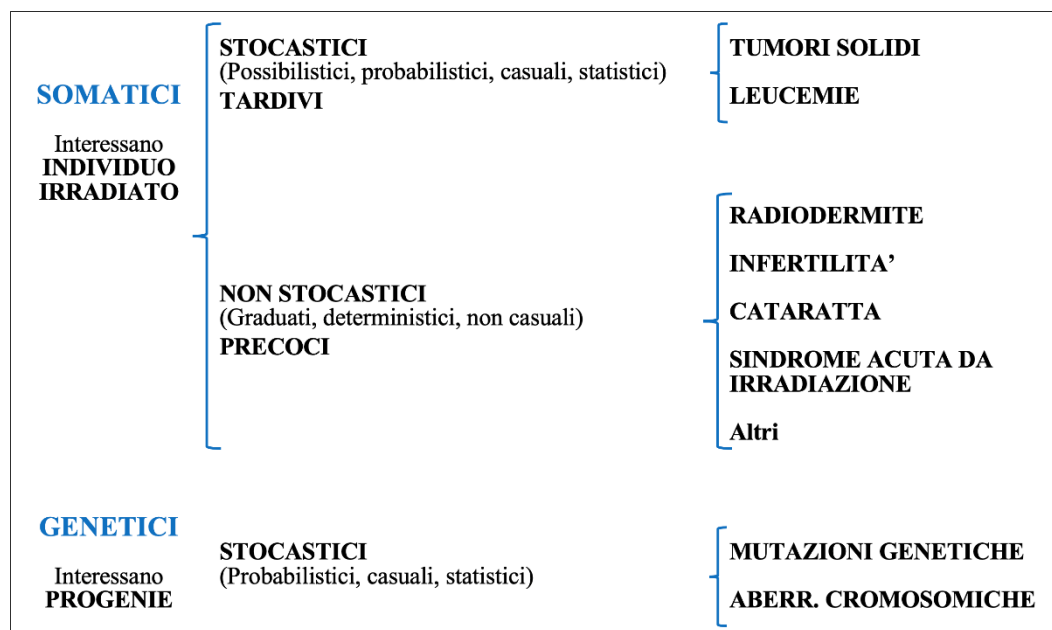 SOMATICI
Interessano
INDIVIDUO
IRRADIATO
STOCASTICI
(Possibilistici, probabilistici, casuali, statistici)
TARDIVI
TUMORI SOLIDI
LEUCEMIE
NON STOCASTICI
(Graduati, deterministici, non casuali)
PRECOCI
RADIODERMITE
INFERTILITA’
CATARATTA
SINDROME ACUTA DA
IRRADIAZIONE
Altri
GENETICI
Interessano
PROGENIE
STOCASTICI
(Probabilistici, casuali, statistici)
MUTAZIONI GENETICHE
ABERR. CROMOSOMICHE